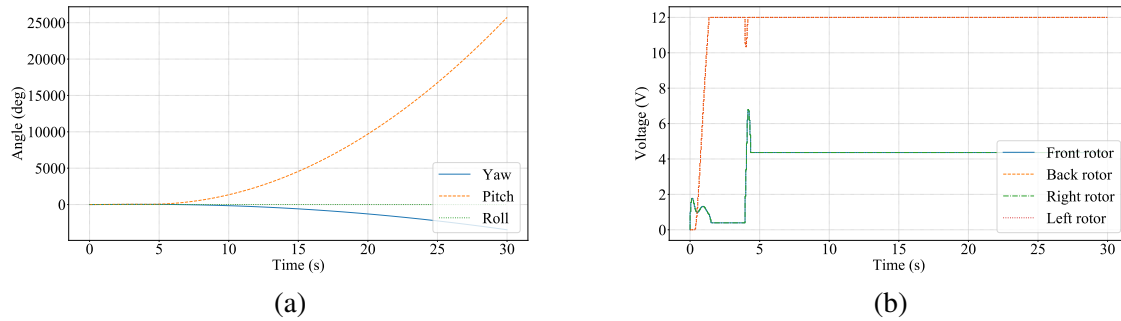 25000
20000
15000
10000
5000
0
Angle (deg)
Yaw
Pitch
Roll
0 5 10 15 20 25 30
Time (s)
(a)
12
10
8
6
4
2
0
Voltage (V)
Front rotor
Back rotor
Right rotor
Left rotor
0 5 10 15 20 25 30
Time (s)
(b)